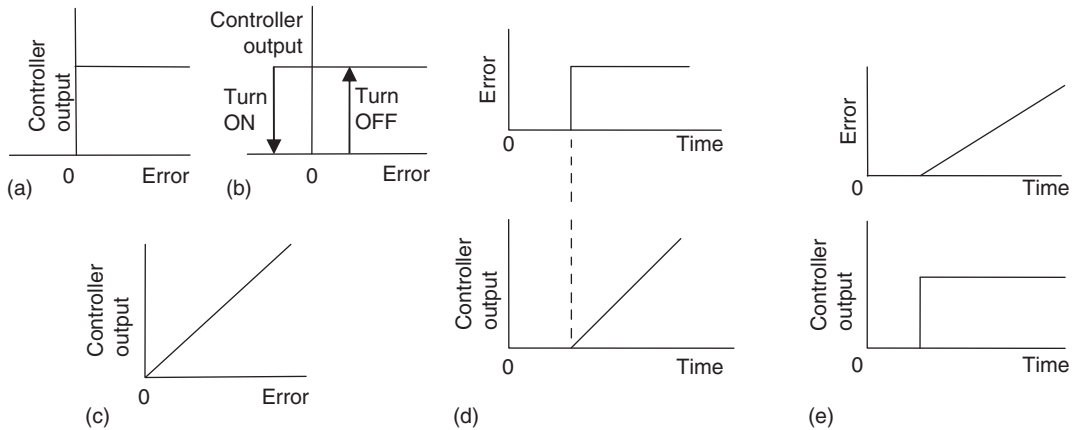 Controller
output
0
Error
(a)
Controller
output
Turn
ON
Turn
OFF
0
Error
(b)
Controller
output
0
Error
(c)
Error
0
Time
Controller
output
0
Time
(d)
Error
0
Time
Controller
output
0
Time
(e)